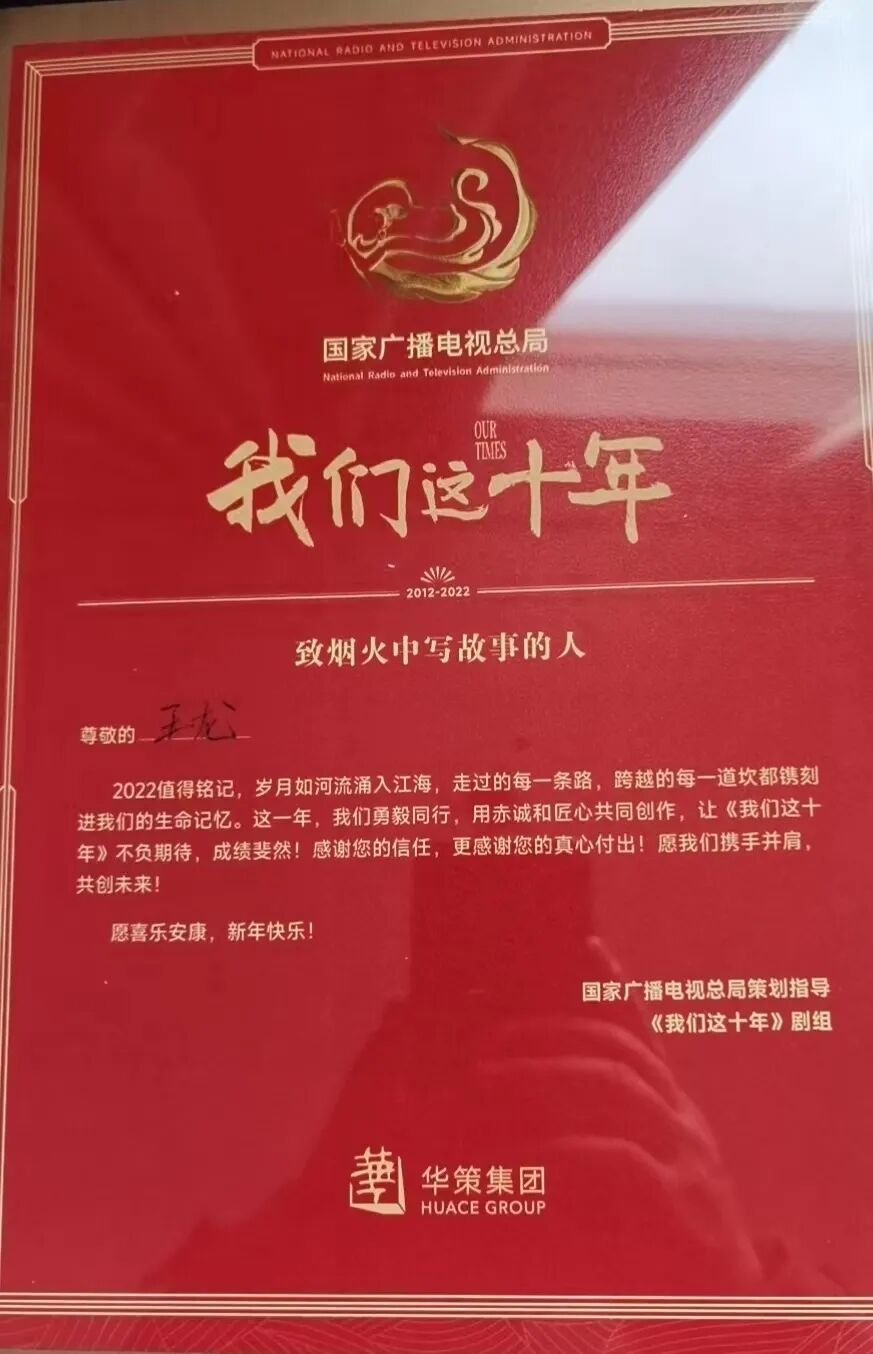 NATIONAL RADIO AND TELEVISION ADMINISTRATION
国家广播电视总局
National Radio and Television Administration
OUR
TIMES
我们这十年
2012-2022
致烟火中写故事的人
尊敬的 王龙
2022值得铭记，岁月如河流涌入江海，走过的每一条路，跨越的每一道坎都镌刻
进我们的生命记忆。这一年，我们勇毅同行，用赤诚和匠心共同创作，让《我们这十
年》不负期待，成绩斐然！感谢您的信任，更感谢您的真心付出！愿我们携手并肩，
共创未来！
愿喜乐安康，新年快乐！
国家广播电视总局策划指导
《我们这十年》剧组
華
华策集团
HUACE GROUP